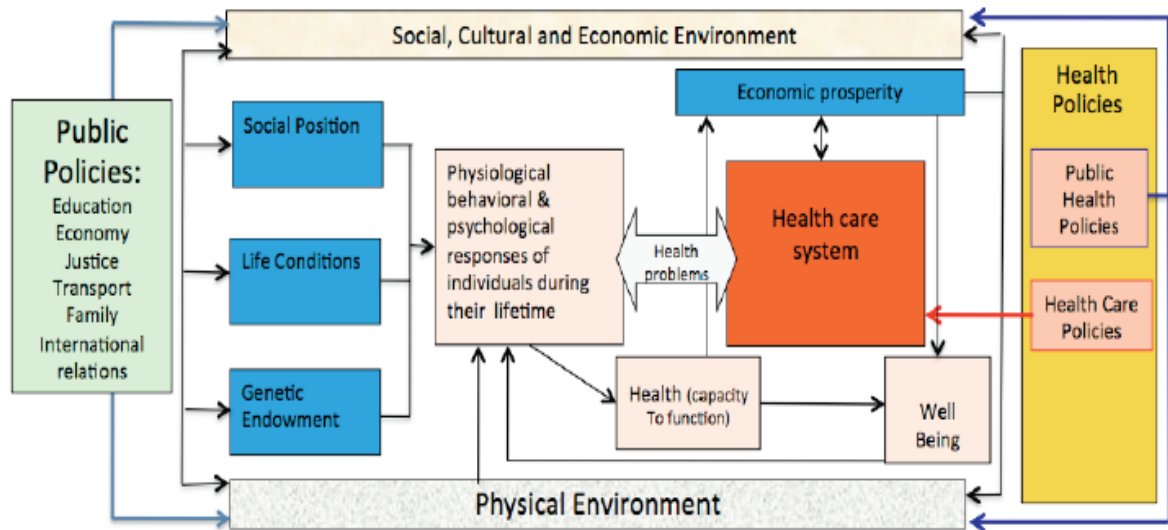 Social, Cultural and Economic Environment
Public
Policies:
Education
Economy
Justice
Transport
Family
International
relations
Social Position
Life Conditions
Genetic
Endowment
Physiological
behavioral &
psychological
responses of
individuals during
their lifetime
Health
problems
Economic prosperity
Health care
system
Health (capacity
To function)
Well
Being
Health
Policies
Public
Health
Policies
Health Care
Policies
Physical Environment